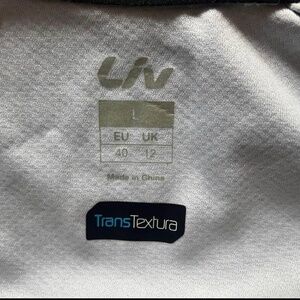 Liv
L
EU UK
40 12
Made in China
TransTextura